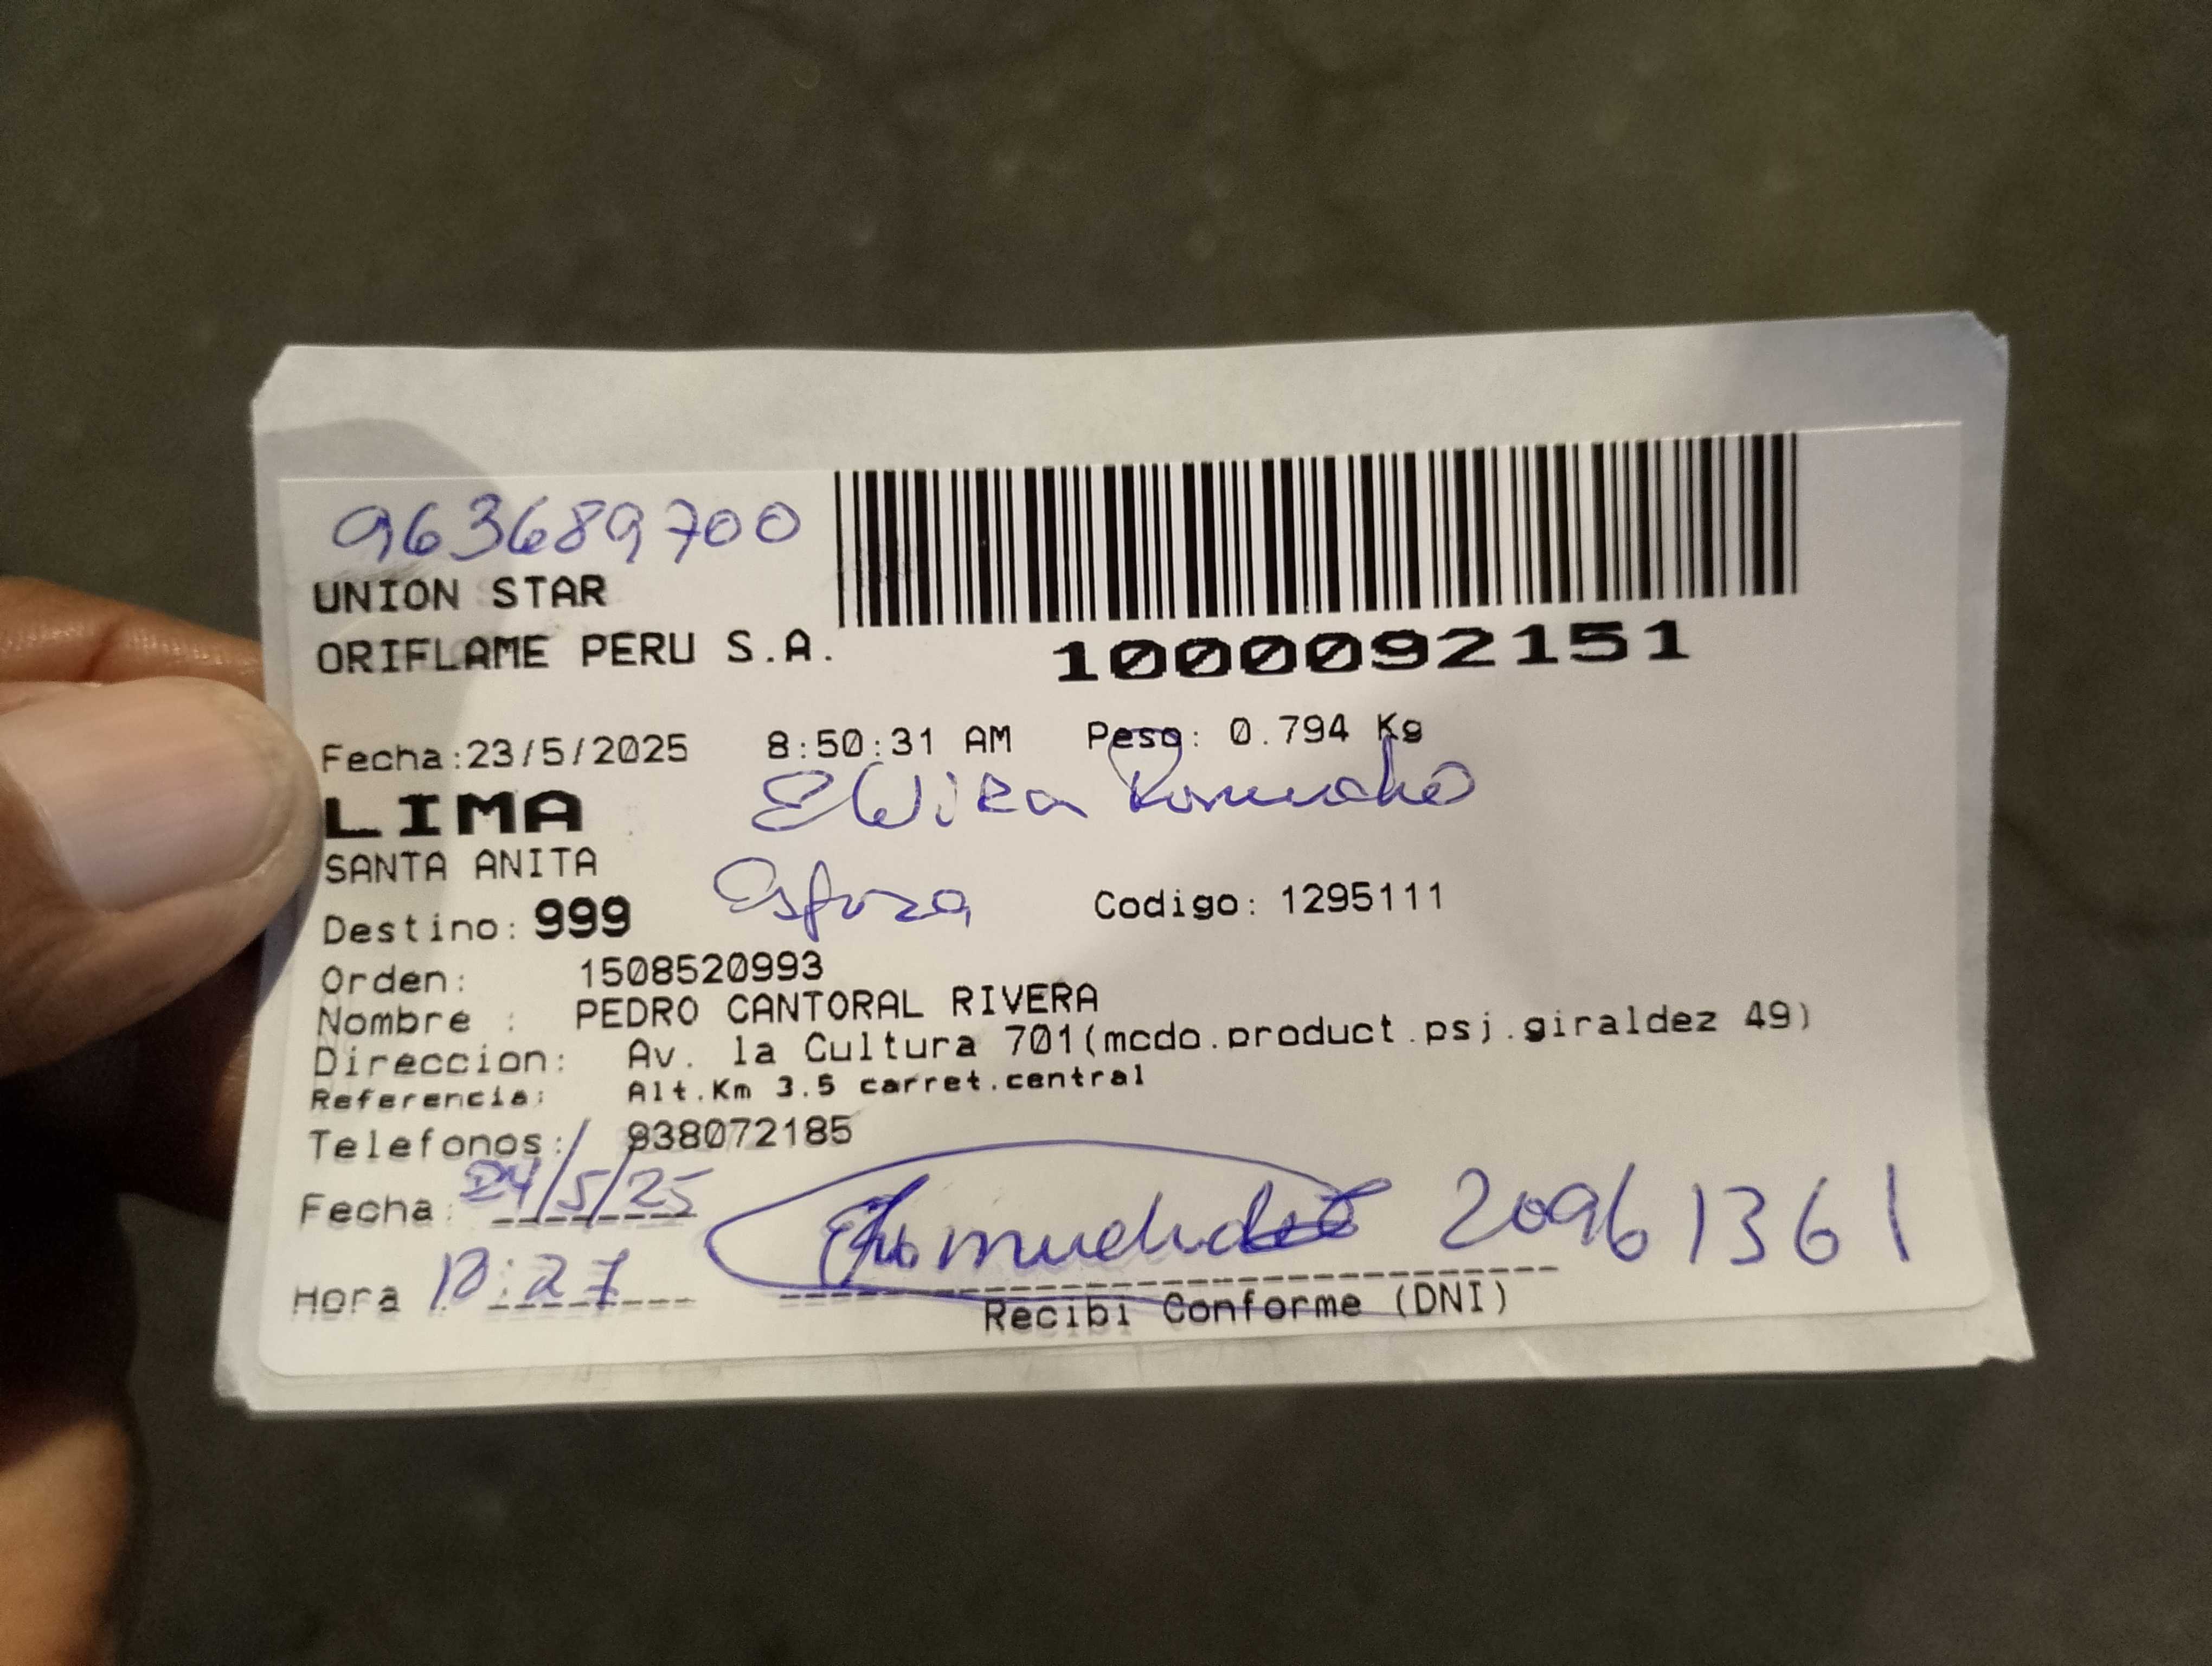 963689700
UNION STAR
ORIFLAME PERU S.A.
1000092151
Fecha:23/5/2025 8:50:31 AM Peso: 0.794 Kg
LIMA
Elvira
SANTA ANITA
Esposa
Destino: 999 Codigo: 1295111
Orden: 1508520993
Nombre : PEDRO CANTORAL RIVERA
Direccion: Av. la Cultura 701(mcdo.product.psj.giraldez 49)
Referencia: Alt.Km 3.5 carret.central
Telefonos: 938072185
Fecha: 24/5/25
20961361
Hora
Recibi Conforme (DNI)